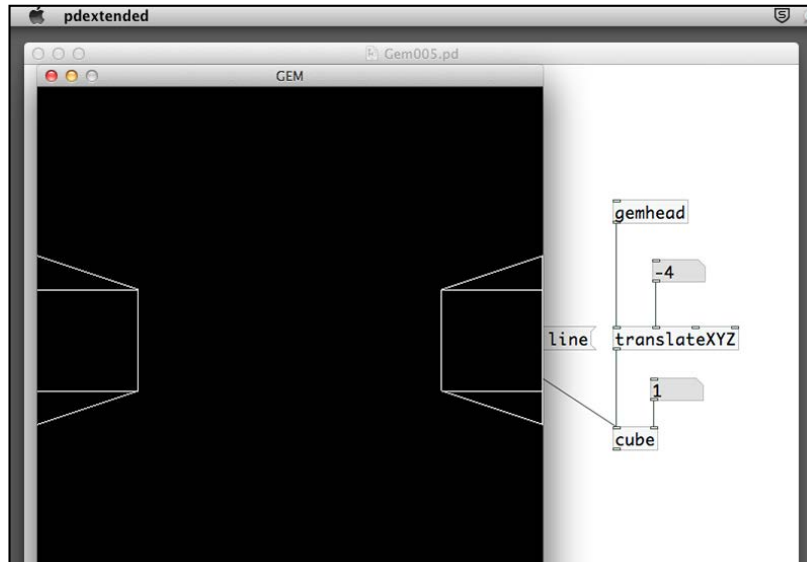 pdextended
Gem005.pd
GEM
gemhead
-4
line
translateXYZ
1
cube